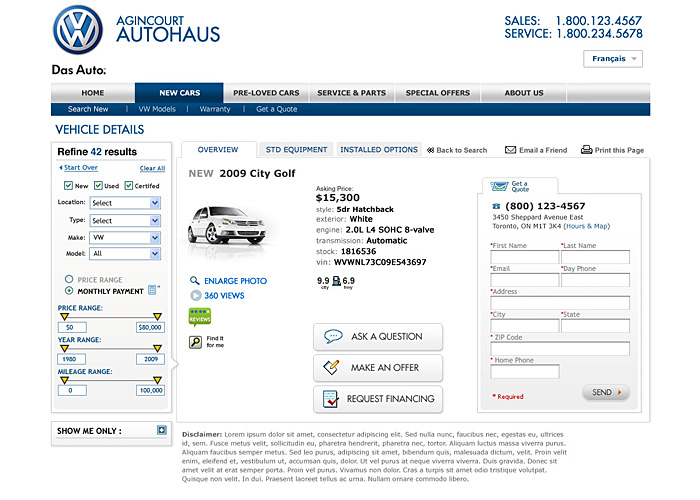 AGINCOURT
AUTOHAUS
Das Auto.
SALES: 1.800.123.4567
SERVICE: 1.800.234.5678
Français
HOME NEW CARS PRE-LOVED CARS SERVICE & PARTS SPECIAL OFFERS ABOUT US
Search New | VW Models | Warranty | Get a Quote
VEHICLE DETAILS
Refine 42 results
Start Over Clear All
New Used Certifed
Location: Select
Type: Select
Make: VW
Model: All
PRICE RANGE
MONTHLY PAYMENT
PRICE RANGE:
$0 $80,000
YEAR RANGE:
1980 2009
MILEAGE RANGE:
0 100,000
SHOW ME ONLY :
OVERVIEW STD EQUIPMENT INSTALLED OPTIONS Back to Search Email a Friend Print this Page
NEW 2009 City Golf
Asking Price:
$15,300
style: 5dr Hatchback
exterior: White
engine: 2.0L L4 SOHC 8-valve
transmission: Automatic
stock: 1816536
vin: WVWNL73C09E543697
9.9 6.9
city hwy
ENLARGE PHOTO
360 VIEWS
REVIEWS
Find it
for me
ASK A QUESTION
MAKE AN OFFER
REQUEST FINANCING
Get a
Quote
(800) 123-4567
3450 Sheppard Avenue East
Toronto, ON M1T 3K4 (Hours & Map)
*First Name *Last Name
*Email *Day Phone
*Address
*City *State
* ZIP Code
* Home Phone
* Required
SEND
Disclaimer: Lorem ipsum dolor sit amet, consectetur adipiscing elit. Sed nulla nunc, faucibus nec, egestas eu, ultrices
id, sem. Fusce metus velit, sollicitudin eu, pharetra hendrerit, pharetra nec, tortor. Aliquam luctus massa viverra purus.
Aliquam faucibus semper metus. Sed leo purus, adipiscing sit amet, bibendum quis, malesuada dictum, velit. Proin velit
enim, eleifend et, vestibulum ut, accumsan quis, dolor. Ut vel purus at neque viverra viverra. Duis gravida. Donec sit
amet velit at erat semper porta. Proin vel purus. Vivamus non dolor. Cras a turpis sit amet odio tristique volutpat.
Quisque non velit. In dui. Praesent laoreet tellus ac urna. Nullam ornare commodo libero.